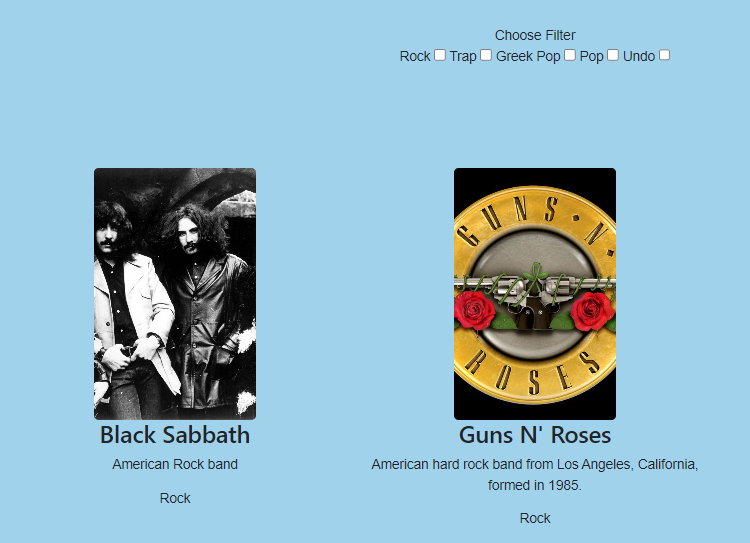 Choose Filter
Rock Trap Greek Pop Pop Undo
GUNS N'
ROSES
Black Sabbath
American Rock band
Rock
Guns N' Roses
American hard rock band from Los Angeles, California,
formed in 1985.
Rock